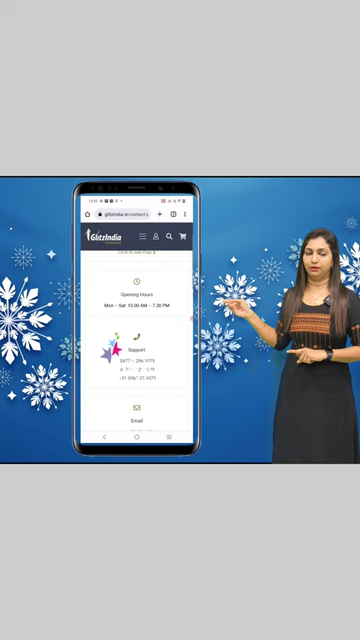 glitzindia.in/contact-u
GlitzIndia
Click to see map
Opening Hours
Mon – Sat: 10.00 AM – 7.30 PM
Support
Email